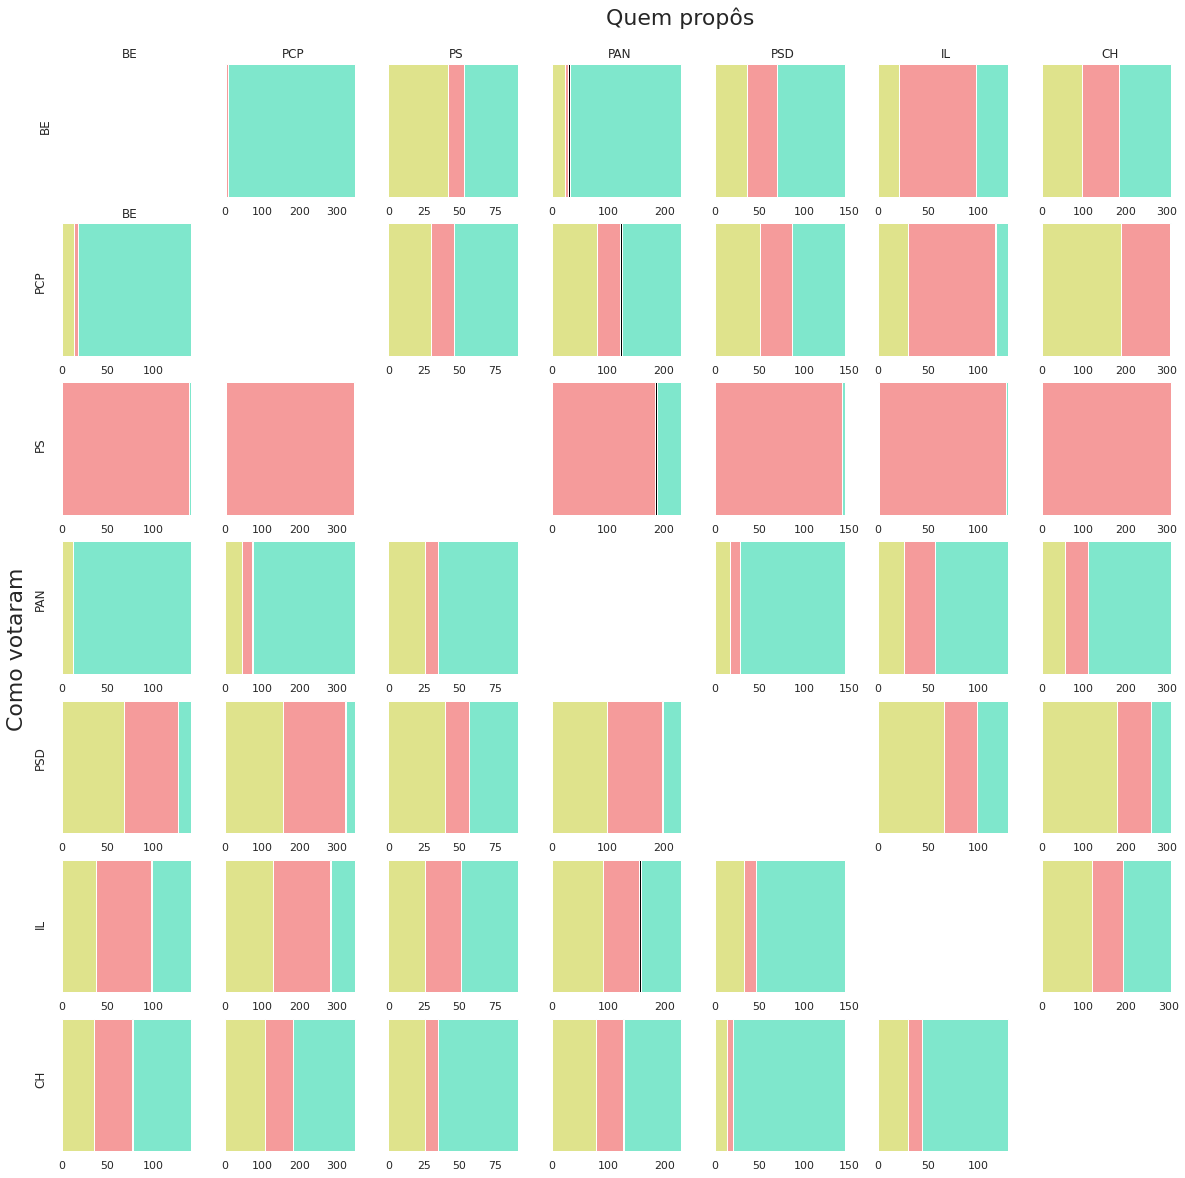 Quem propôs
BE PCP PS PAN PSD IL CH
BE
0 100 200 300 0 25 50 75 0 100 200 0 50 100 150 0 50 100 0 100 200 300
BE
PCP
0 50 100 0 25 50 75 0 100 200 0 50 100 150 0 50 100 0 100 200 300
PS
0 50 100 0 100 200 300 0 100 200 0 50 100 150 0 50 100 0 100 200 300
Como votaram
PAN
0 50 100 0 100 200 300 0 25 50 75 0 50 100 150 0 50 100 0 100 200 300
PSD
0 50 100 0 100 200 300 0 25 50 75 0 100 200 0 50 100 0 100 200 300
IL
0 50 100 0 100 200 300 0 25 50 75 0 100 200 0 50 100 150 0 100 200 300
CH
0 50 100 0 100 200 300 0 25 50 75 0 100 200 0 50 100 150 0 50 100